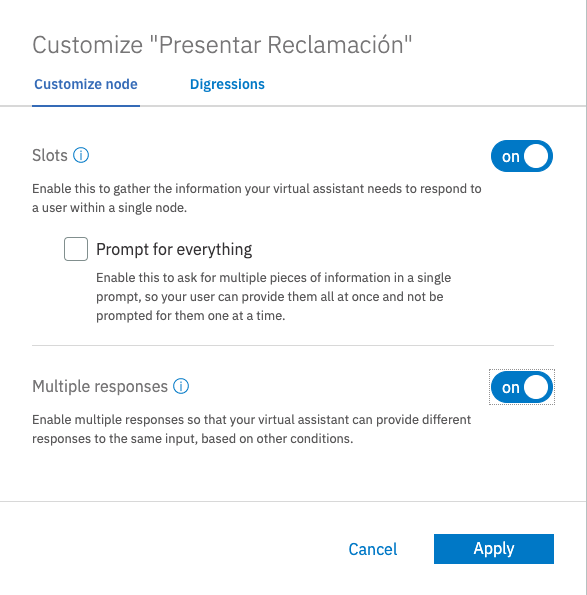 Customize "Presentar Reclamación"
Customize node Digressions
Slots
on
Enable this to gather the information your virtual assistant needs to respond to
a user within a single node.
Prompt for everything
Enable this to ask for multiple pieces of information in a single
prompt, so your user can provide them all at once and not be
prompted for them one at a time.
Multiple responses
on
Enable multiple responses so that your virtual assistant can provide different
responses to the same input, based on other conditions.
Cancel Apply